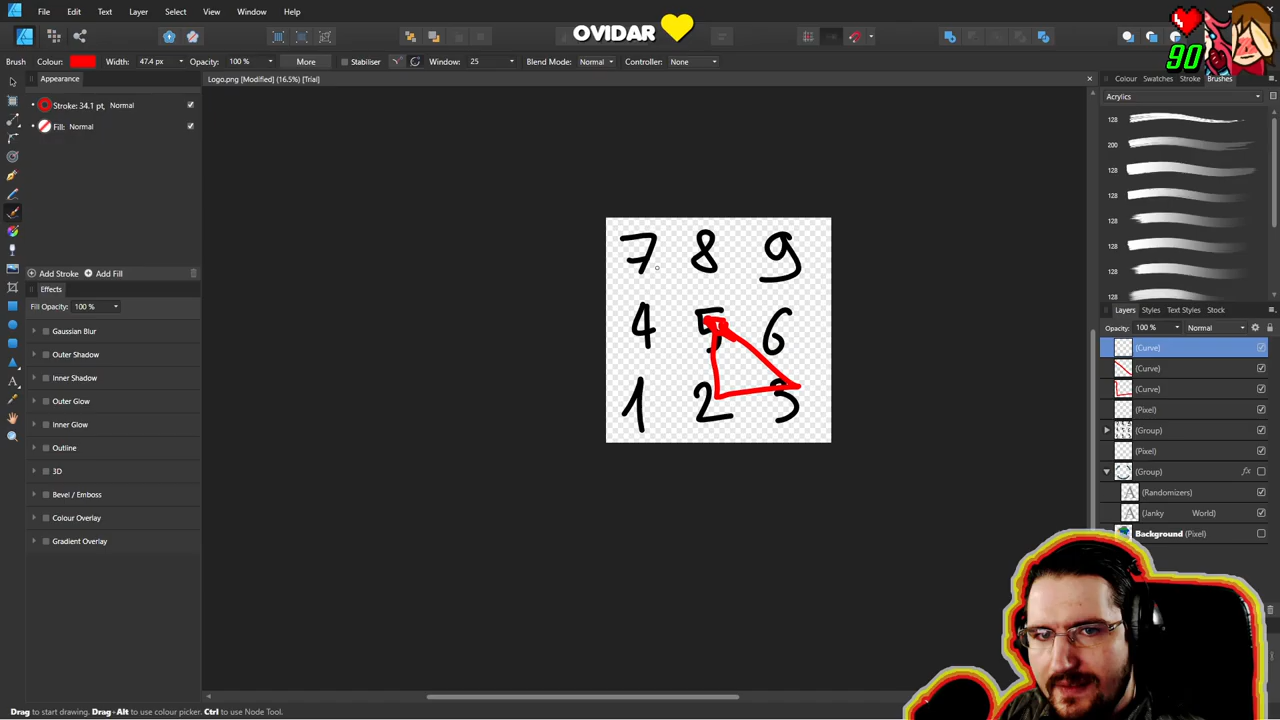 File Edit Text Layer Select View Window Help
OVIDAR
90
Brush Colour: Width: 47.4 px Opacity: 100 % More Stabiliser Window: Blend Mode: Normal Controller: None
Appearance
Logo.png [Modified] (16.5%) [Trial]
Colour Swatches Stroke Brushes
Acrylics
Stroke: 34.1 pt, Normal
Fill: Normal
128
200
128
128
128
128
128
128
7 8 9
4 5 6
1 2 3
Add Stroke Add Fill
Effects
Fill Opacity: 100 %
Gaussian Blur
Outer Shadow
Inner Shadow
Outer Glow
Inner Glow
Outline
3D
Bevel / Emboss
Colour Overlay
Gradient Overlay
Layers Styles Text Styles Stock
Opacity: 100 % Normal
(Curve)
(Curve)
(Curve)
(Pixel)
(Group)
(Pixel)
(Group) fx
A (Randomizers)
A (Janky World)
Background (Pixel)
Drag to start drawing. Drag+Alt to use colour picker. Ctrl to use Node Tool.